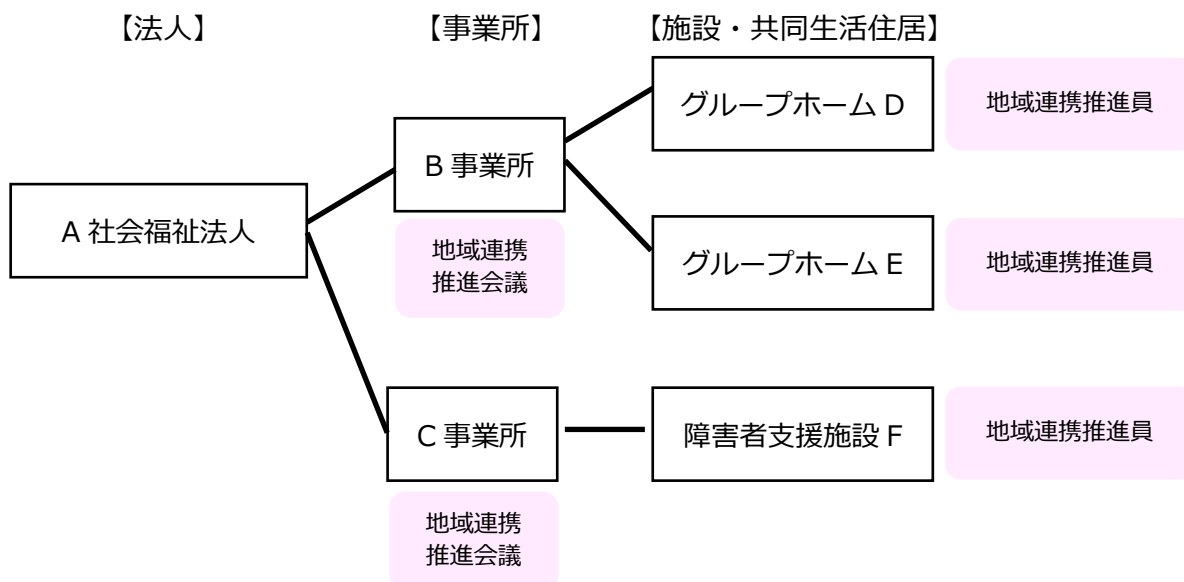 【法人】
【事業所】
【施設・共同生活住居】
グループホーム D
地域連携推進員
B 事業所
A 社会福祉法人
地域連携
推進会議
グループホーム E
地域連携推進員
C 事業所
障害者支援施設 F
地域連携推進員
地域連携
推進会議